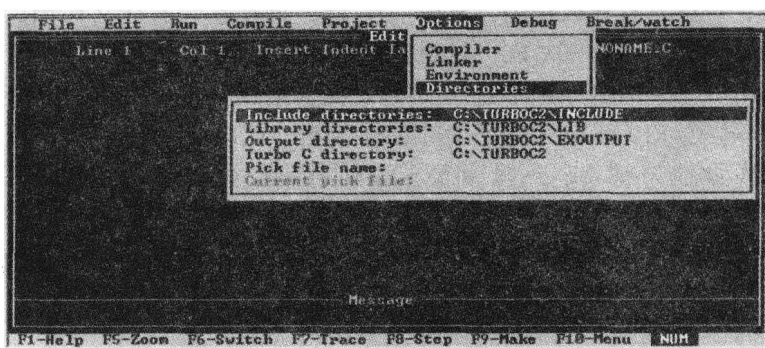 File Edit Run Compile Project Options Debug Break/watch
Edit
Line 1 Col 1 Insert Indent NONAME.C
Compiler
Linker
Environment
Directories
Include directories: C:\TURBOC2\INCLUDE
Library directories: C:\TURBOC2\LIB
Output directory: C:\TURBOC2\EXOUTPUT
Turbo C directory: C:\TURBOC2
Pick file name:
Current pick file:
Message
F1-Help F5-Zoom F6-Switch F7-Trace F8-Step F9-Make F10-Menu NUM